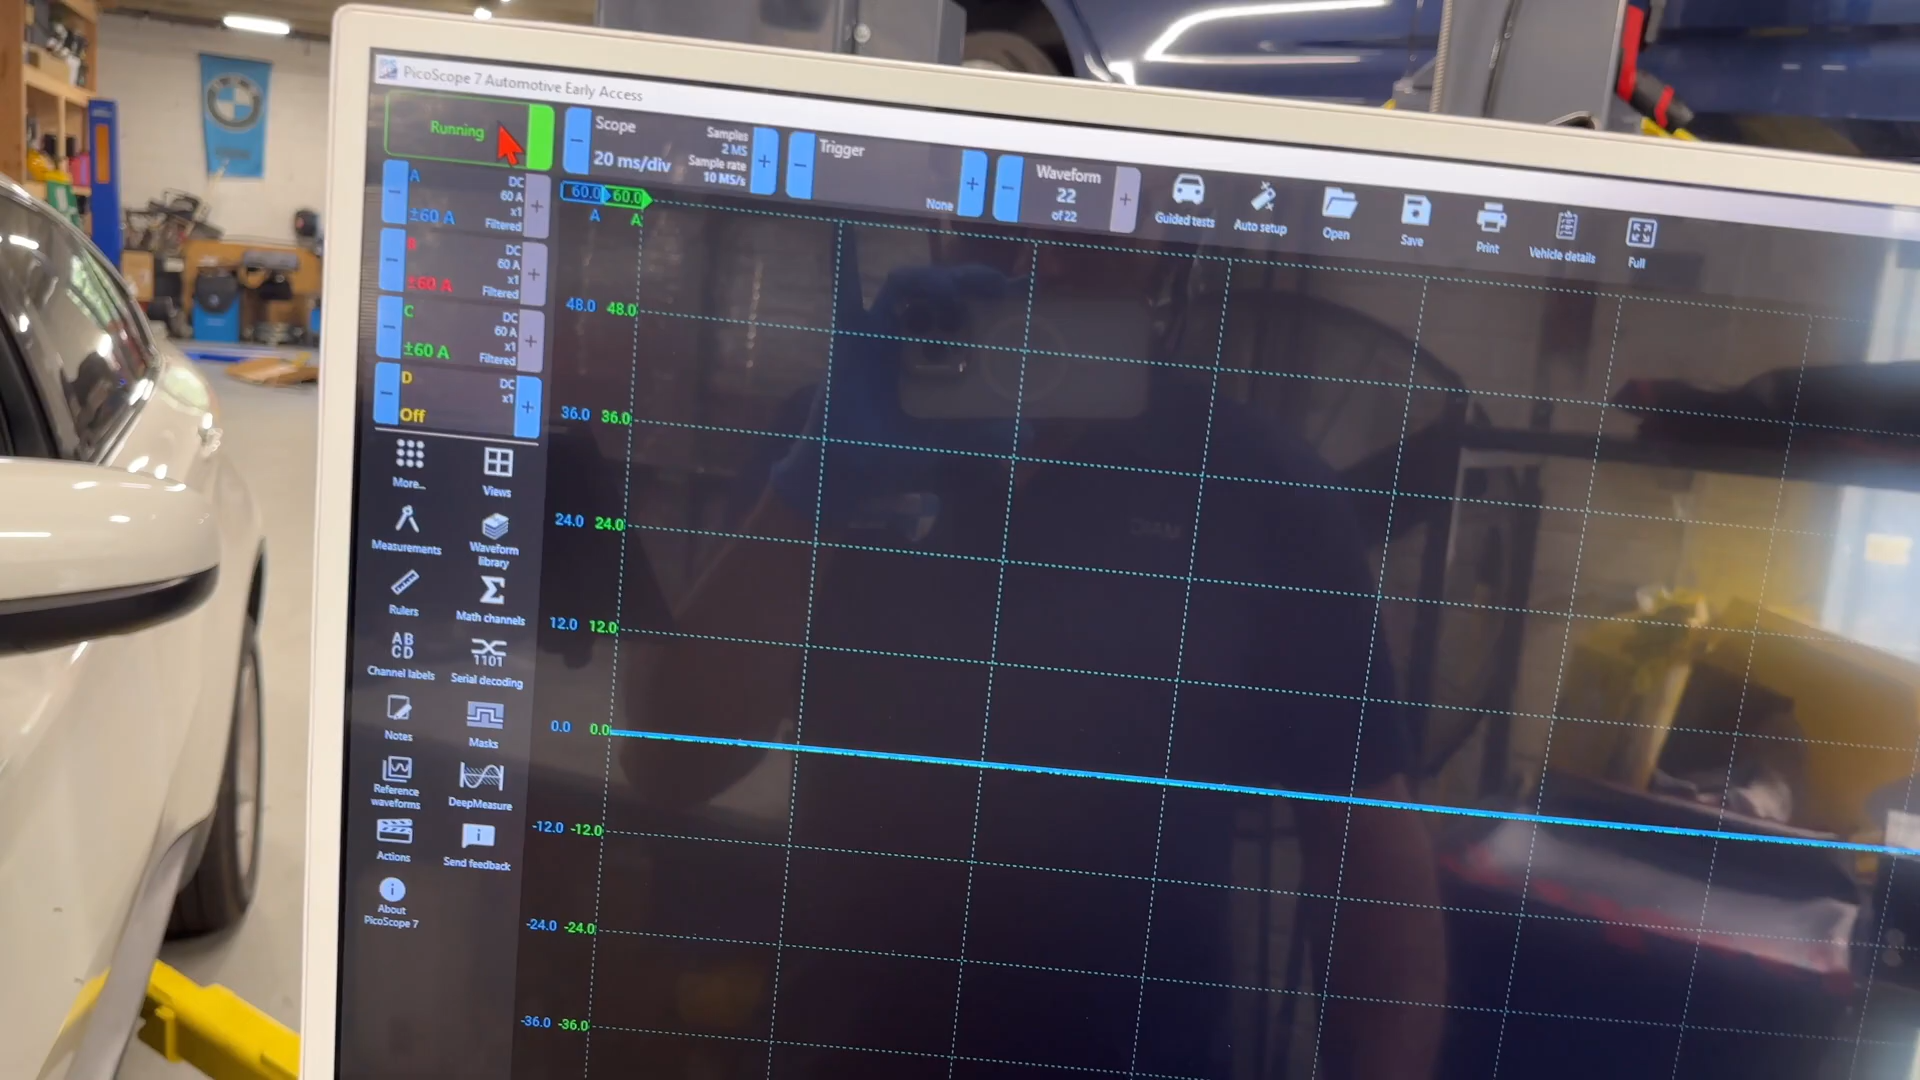 PicoScope 7 Automotive Early Access
Running
Scope
20 ms/div
Samples
2 MS
Sample rate
10 MS/s
Trigger
None
Waveform
22
of 22
Guided tests
Auto setup
Open
Save
Print
Vehicle details
Full
A
±60 A
DC
60 A
x1
Filtered
B
±60 A
DC
60 A
x1
Filtered
C
±60 A
DC
60 A
x1
Filtered
D
Off
DC
x1
More...
Views
Measurements
Waveform
library
Rulers
Math channels
AB
CD
Channel labels
1101
Serial decoding
Notes
Masks
Reference
waveforms
DeepMeasure
Actions
Send feedback
About
PicoScope 7
60.0 60.0
A A
48.0 48.0
36.0 36.0
24.0 24.0
12.0 12.0
0.0 0.0
-12.0 -12.0
-24.0 -24.0
-36.0 -36.0